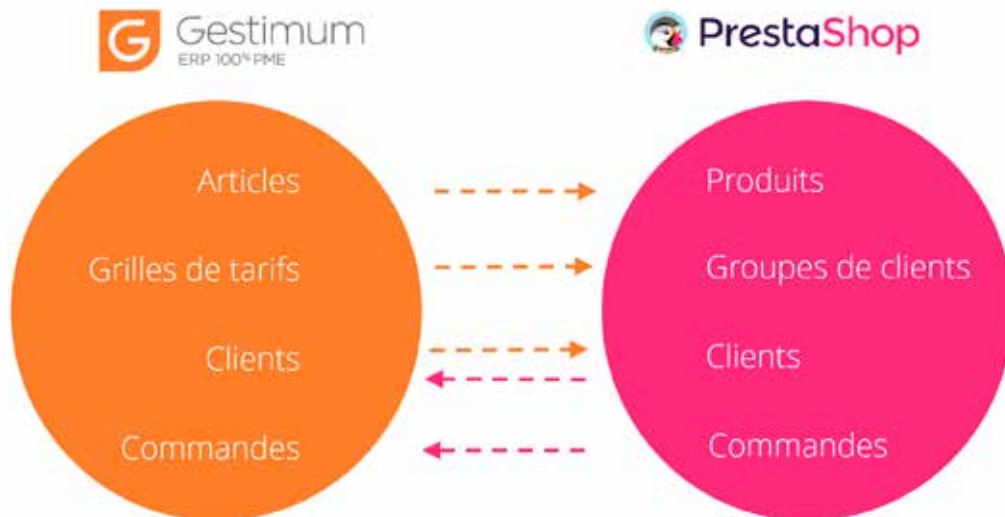 G Gestimum
ERP 100% PME
PrestaShop
Articles
Produits
Grilles de tarifs
Groupes de clients
Clients
Clients
Commandes
Commandes